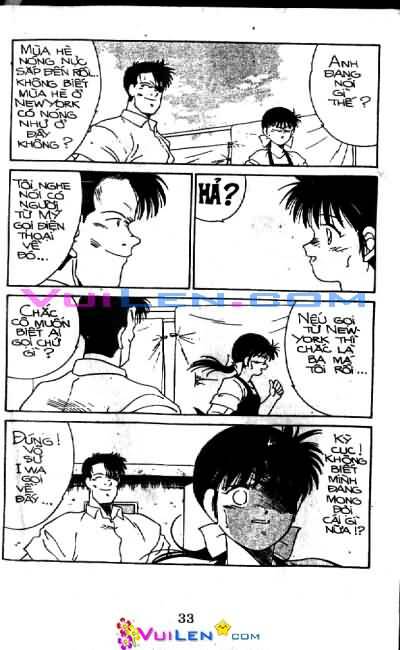 MÙA HÈ
NÓNG NỰC
SẮP ĐẾN RỒI...
KHÔNG BIẾT
MÙA HÈ Ở
NEW YORK
CÓ NÓNG
NHƯ Ở
ĐÂY
KHÔNG?
ANH
ĐANG
NÓI
GÌ
THẾ?
TÔI NGHE
NÓI CÓ
NGƯỜI
TỪ MỸ
GỌI ĐIỆN
THOẠI
VỀ
ĐÓ...
HẢ?
VUILEN.COM
CHẮC
CÔ MUỐN
BIẾT AI
GỌI CHỨ
GÌ?
NẾU GỌI
TỪ NEW-
YORK THÌ
CHẮC LÀ
BA MÁ
TÔI RỒI...
ĐÚNG!
VÕ
SƯ
IWA
GỌI
VỀ
ĐẤY...
KỲ
CỤC!
KHÔNG
BIẾT
MÌNH
ĐANG
MONG
ĐỢI
CÁI GÌ
NỮA!?
33
VUILEN.COM